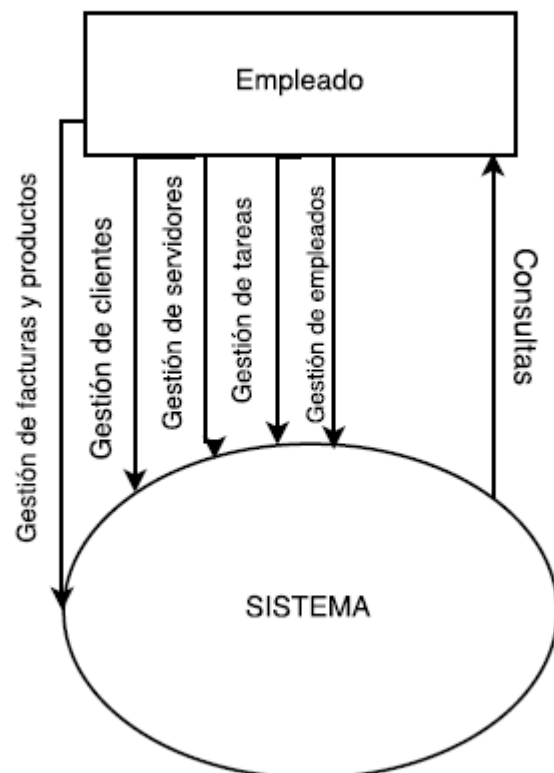 Empleado
Gestión de facturas y productos
Gestión de clientes
Gestión de servidores
Gestión de tareas
Gestión de empleados
Consultas
SISTEMA